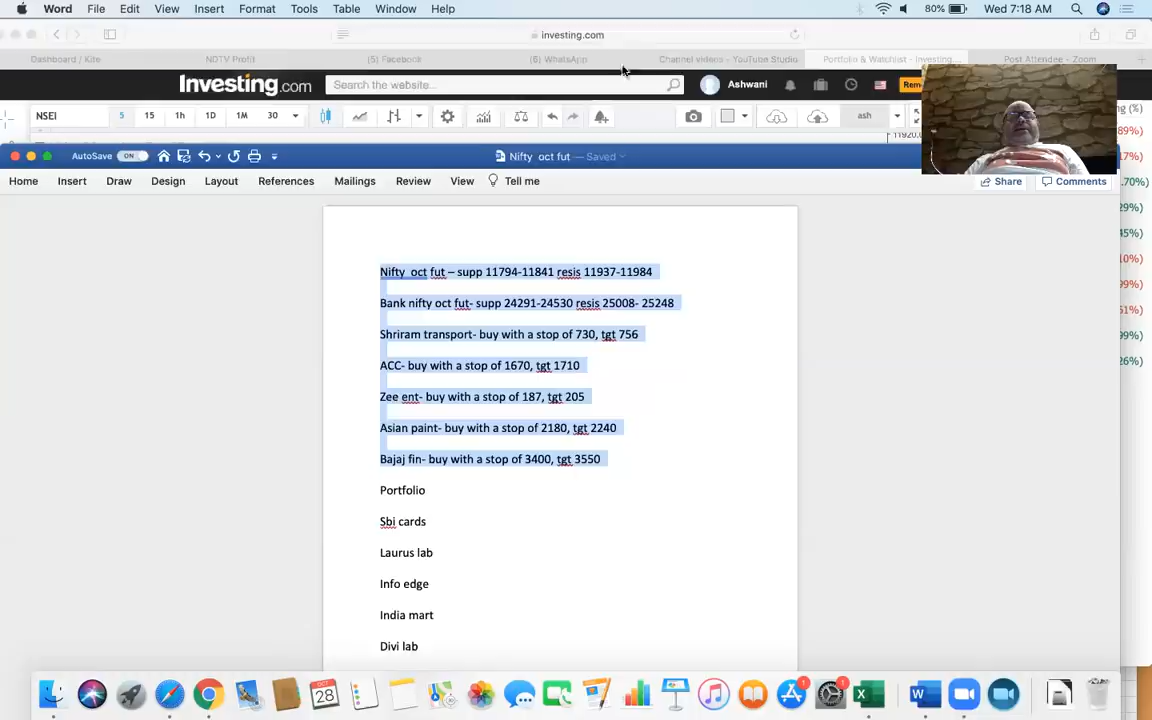 Word File Edit View Insert Format Tools Table Window Help 80% Wed 7:18 AM
investing.com
Dashboard / Kite NDTV Profit (5) Facebook (6) WhatsApp Channel videos - YouTube Studio Portfolio & Watchlist - Investing... Post Attendee - Zoom
Investing.com Search the website... Ashwani
NSEI 5 15 1h 1D 1M 30 ash
11920.0
AutoSave ON Nifty oct fut — Saved
Home Insert Draw Design Layout References Mailings Review View Tell me Share Comments
Nifty oct fut – supp 11794-11841 resis 11937-11984
Bank nifty oct fut- supp 24291-24530 resis 25008- 25248
Shriram transport- buy with a stop of 730, tgt 756
ACC- buy with a stop of 1670, tgt 1710
Zee ent- buy with a stop of 187, tgt 205
Asian paint- buy with a stop of 2180, tgt 2240
Bajaj fin- buy with a stop of 3400, tgt 3550
Portfolio
Sbi cards
Laurus lab
Info edge
India mart
Divi lab
OCT
28